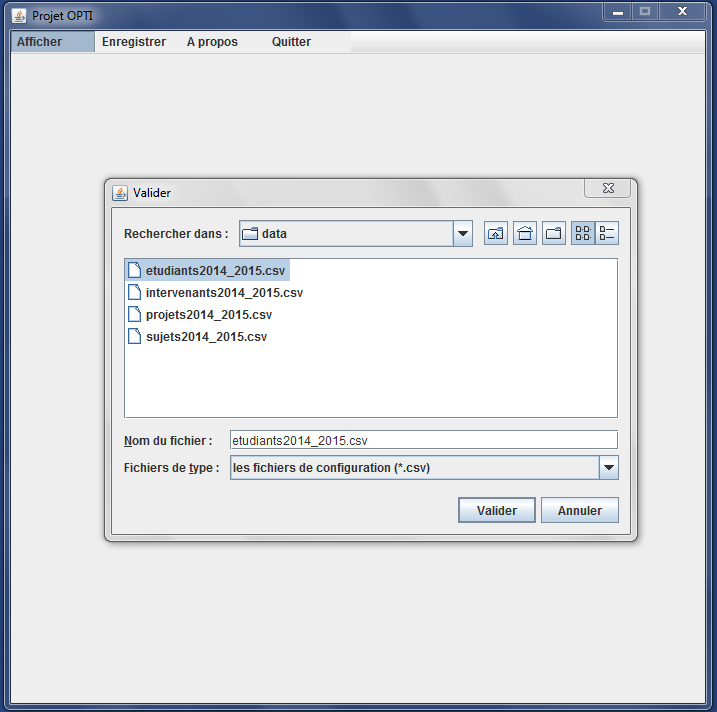 Projet OPTI
Afficher Enregistrer A propos Quitter
Valider
Rechercher dans : data
etudiants2014_2015.csv
intervenants2014_2015.csv
projets2014_2015.csv
sujets2014_2015.csv
Nom du fichier : etudiants2014_2015.csv
Fichiers de type : les fichiers de configuration (*.csv)
Valider Annuler